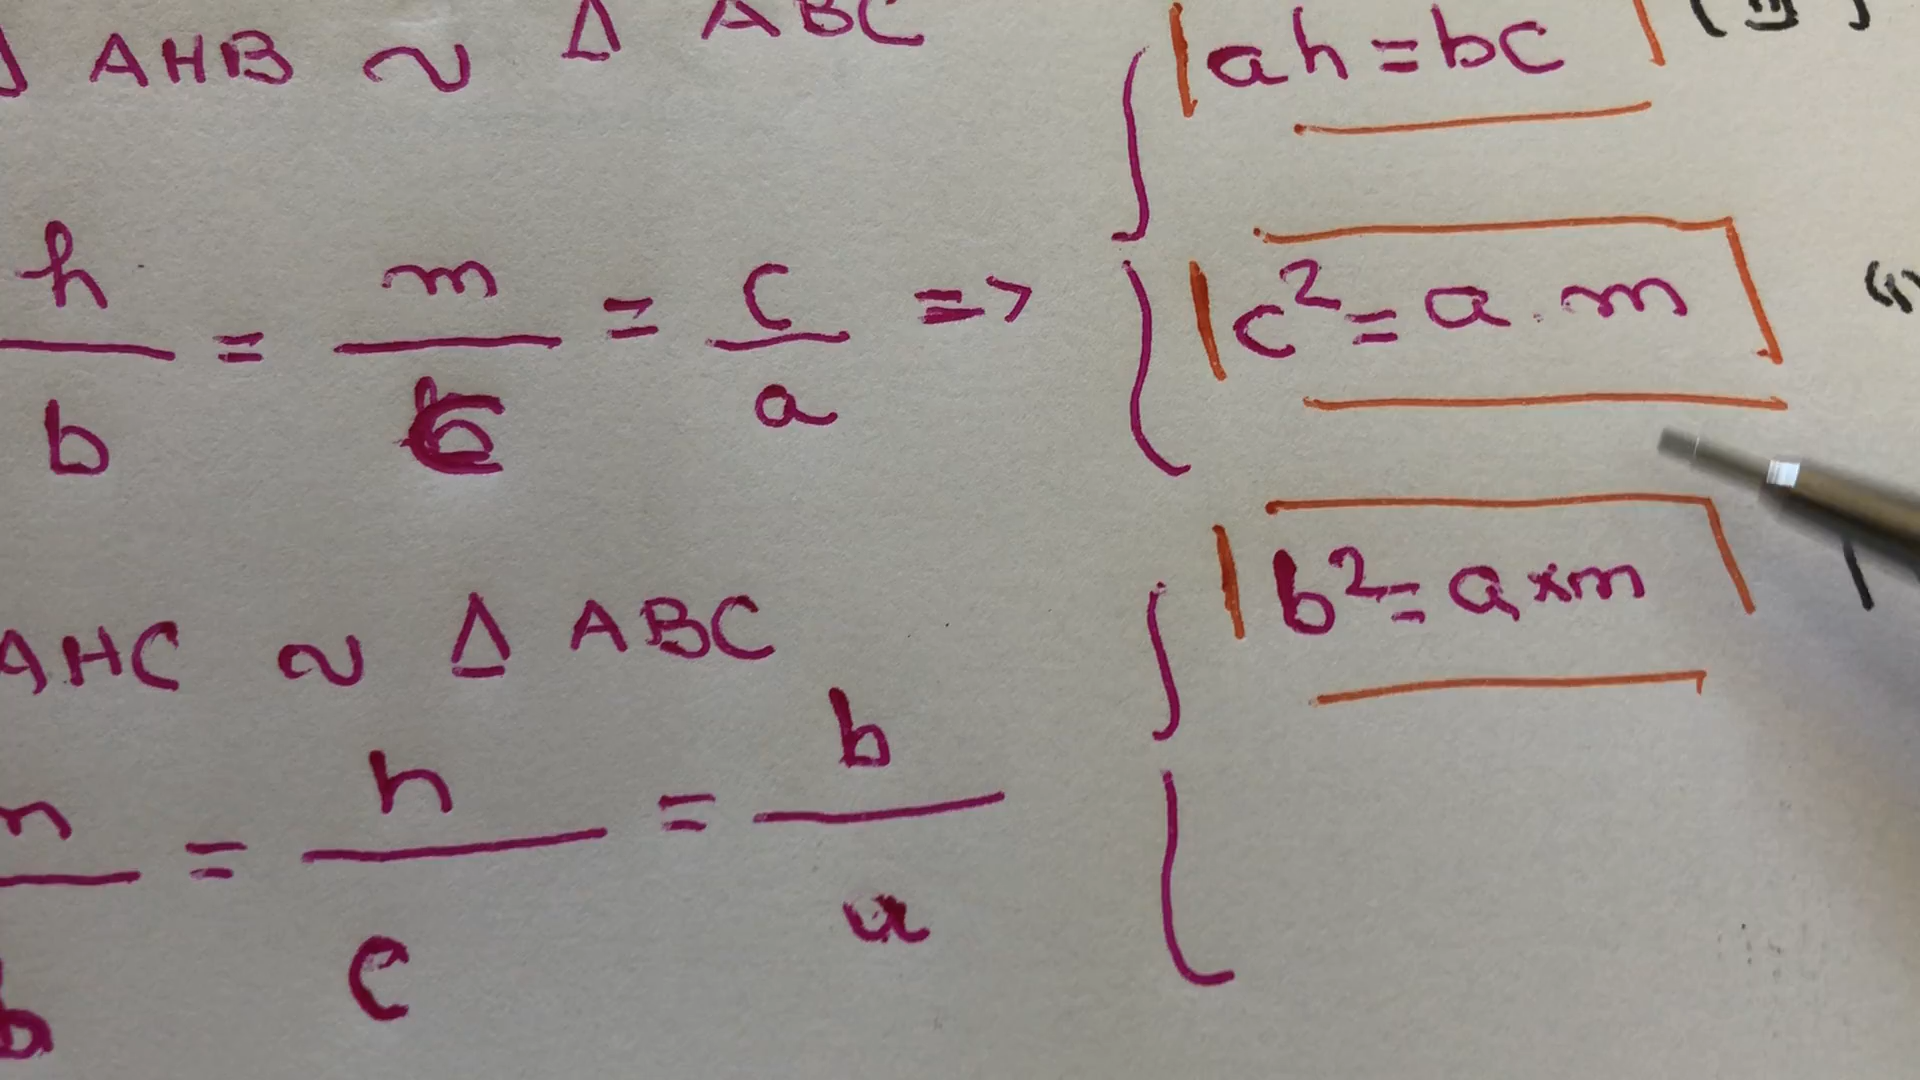 AHB ~ Δ ABC
ah = bc
h/b = m/c = c/a =>
c² = a . m
b² = a × m
AHC ~ Δ ABC
n/b = h/c = b/a